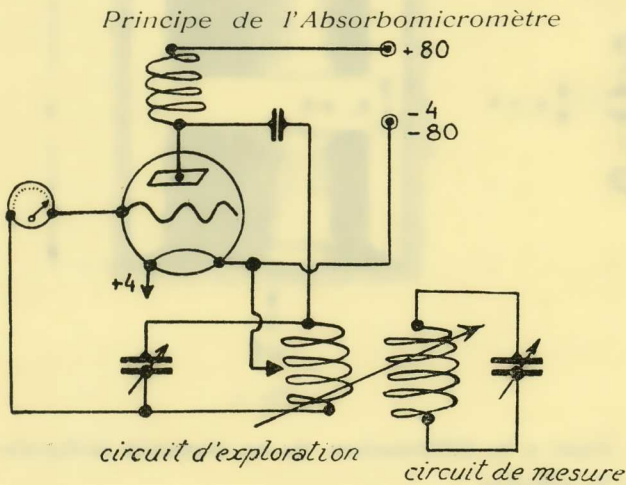 Principe de l'Absorbomicromètre
+ 80
- 4
- 80
+4
circuit d'exploration
circuit de mesure